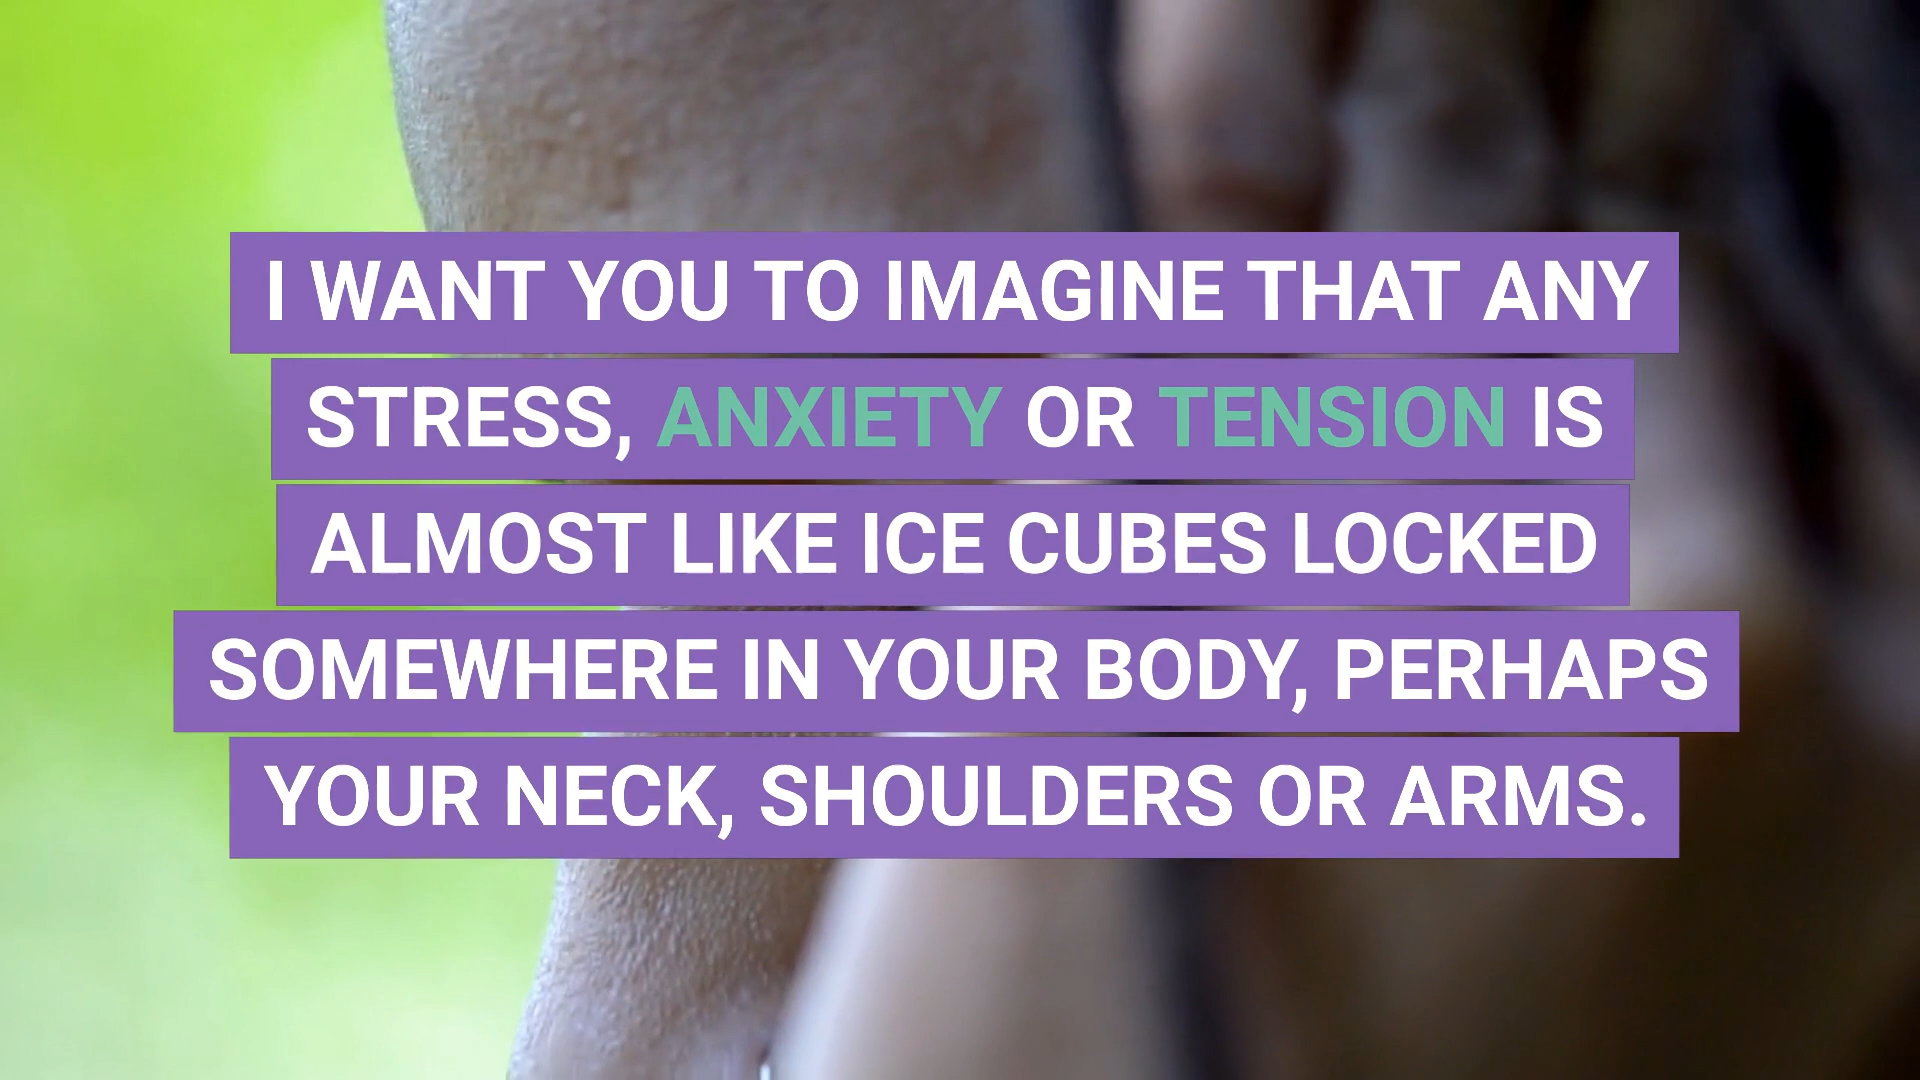 I WANT YOU TO IMAGINE THAT ANY
STRESS, ANXIETY OR TENSION IS
ALMOST LIKE ICE CUBES LOCKED
SOMEWHERE IN YOUR BODY, PERHAPS
YOUR NECK, SHOULDERS OR ARMS.